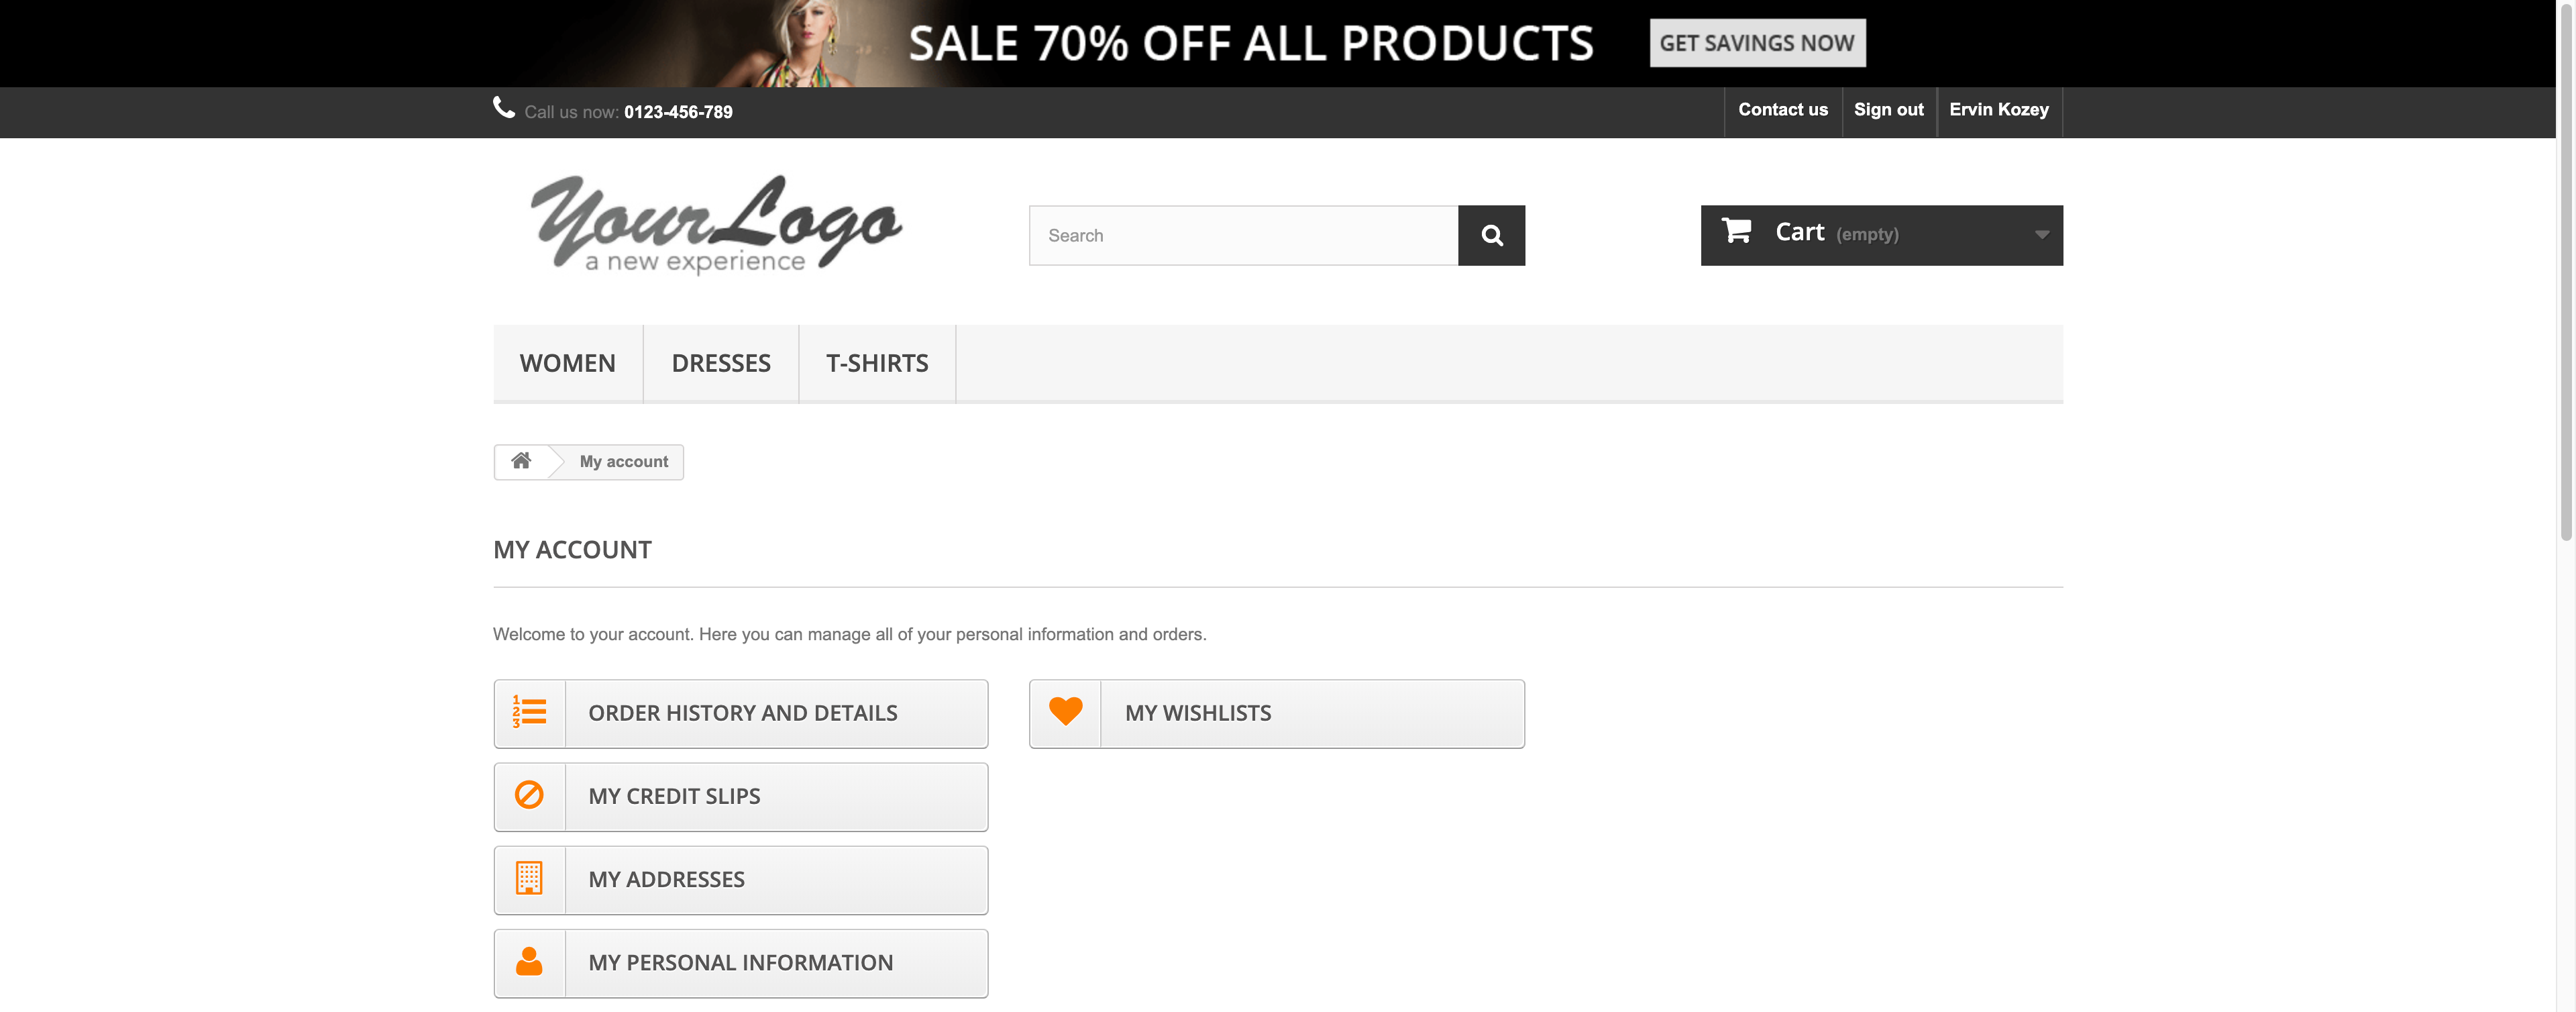 SALE 70% OFF ALL PRODUCTS GET SAVINGS NOW
Call us now: 0123-456-789 Contact us Sign out Ervin Kozey
Your Logo
a new experience
Search
Cart (empty)
WOMEN DRESSES T-SHIRTS
My account
MY ACCOUNT
Welcome to your account. Here you can manage all of your personal information and orders.
1
2
3
ORDER HISTORY AND DETAILS
MY WISHLISTS
MY CREDIT SLIPS
MY ADDRESSES
MY PERSONAL INFORMATION